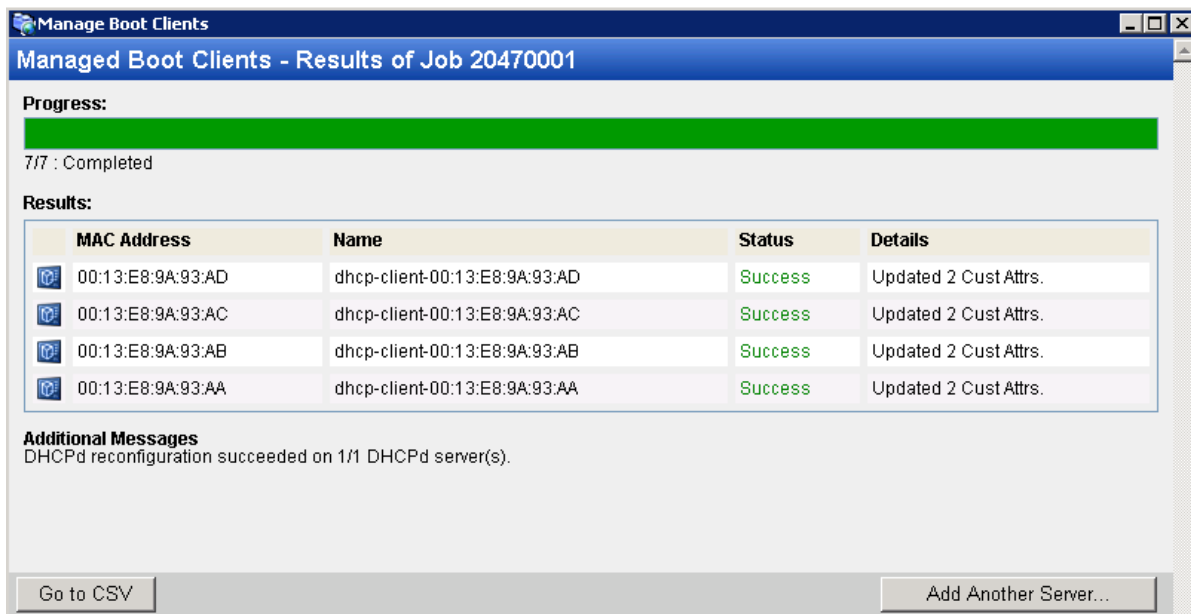 Manage Boot Clients
Managed Boot Clients - Results of Job 20470001
Progress:
7/7 : Completed
Results:
MAC Address Name Status Details
00:13:E8:9A:93:AD dhcp-client-00:13:E8:9A:93:AD Success Updated 2 Cust Attrs.
00:13:E8:9A:93:AC dhcp-client-00:13:E8:9A:93:AC Success Updated 2 Cust Attrs.
00:13:E8:9A:93:AB dhcp-client-00:13:E8:9A:93:AB Success Updated 2 Cust Attrs.
00:13:E8:9A:93:AA dhcp-client-00:13:E8:9A:93:AA Success Updated 2 Cust Attrs.
Additional Messages
DHCPd reconfiguration succeeded on 1/1 DHCPd server(s).
Go to CSV Add Another Server...